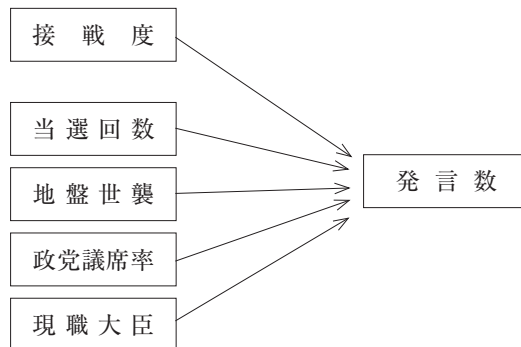 接戦度
当選回数
地盤世襲
発言数
政党議席率
現職大臣